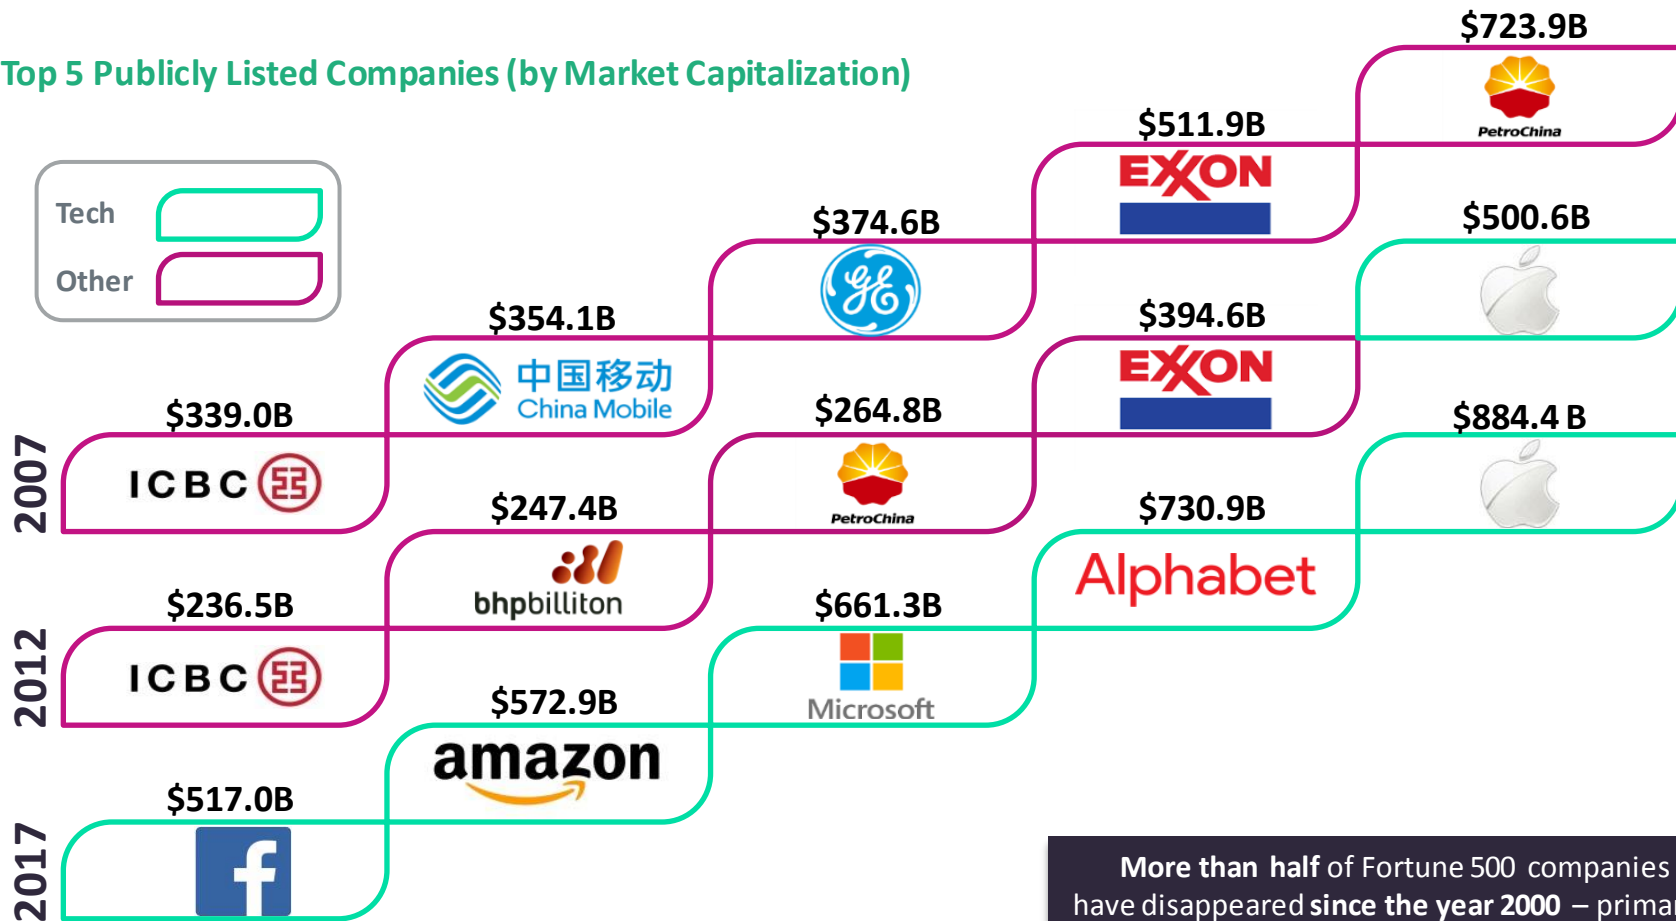 Top 5 Publicly Listed Companies (by Market Capitalization)
Tech
Other
2007
$339.0B
ICBC
$354.1B
中国移动
China Mobile
$374.6B
GE
$511.9B
EXXON
$723.9B
PetroChina
2012
$236.5B
ICBC
$247.4B
bhpbilliton
$264.8B
PetroChina
$394.6B
EXXON
$500.6B
2017
$517.0B
f
$572.9B
amazon
$661.3B
Microsoft
$730.9B
Alphabet
$884.4 B
More than half of Fortune 500 companies
have disappeared since the year 2000 –